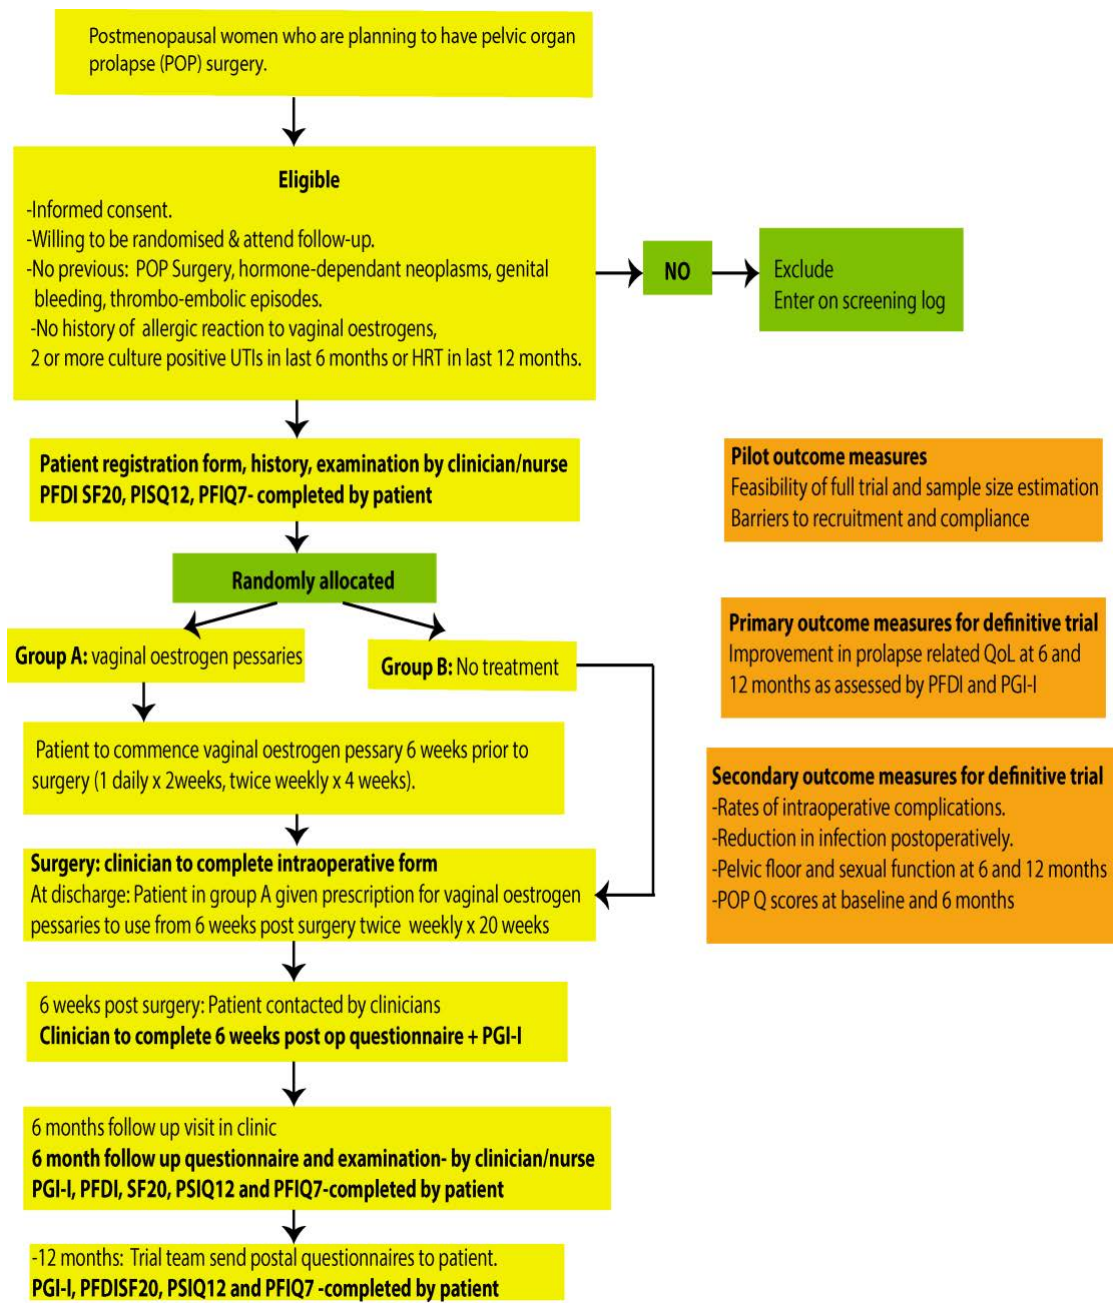 Postmenopausal women who are planning to have pelvic organ
prolapse (POP) surgery.
Eligible
-Informed consent.
-Willing to be randomised & attend follow-up.
-No previous: POP Surgery, hormone-dependant neoplasms, genital
bleeding, thrombo-embolic episodes.
-No history of allergic reaction to vaginal oestrogens,
2 or more culture positive UTIs in last 6 months or HRT in last 12 months.
NO
Exclude
Enter on screening log
Patient registration form, history, examination by clinician/nurse
PFDI SF20, PISQ12, PFIQ7- completed by patient
Randomly allocated
Group A: vaginal oestrogen pessaries
Group B: No treatment
Patient to commence vaginal oestrogen pessary 6 weeks prior to
surgery (1 daily x 2weeks, twice weekly x 4 weeks).
Surgery: clinician to complete intraoperative form
At discharge: Patient in group A given prescription for vaginal oestrogen
pessaries to use from 6 weeks post surgery twice weekly x 20 weeks
6 weeks post surgery: Patient contacted by clinicians
Clinician to complete 6 weeks post op questionnaire + PGI-I
6 months follow up visit in clinic
6 month follow up questionnaire and examination- by clinician/nurse
PGI-I, PFDI, SF20, PSIQ12 and PFIQ7-completed by patient
-12 months: Trial team send postal questionnaires to patient.
PGI-I, PFDISF20, PSIQ12 and PFIQ7 -completed by patient
Pilot outcome measures
Feasibility of full trial and sample size estimation
Barriers to recruitment and compliance
Primary outcome measures for definitive trial
Improvement in prolapse related QoL at 6 and
12 months as assessed by PFDI and PGI-I
Secondary outcome measures for definitive trial
-Rates of intraoperative complications.
-Reduction in infection postoperatively.
-Pelvic floor and sexual function at 6 and 12 months
-POP Q scores at baseline and 6 months